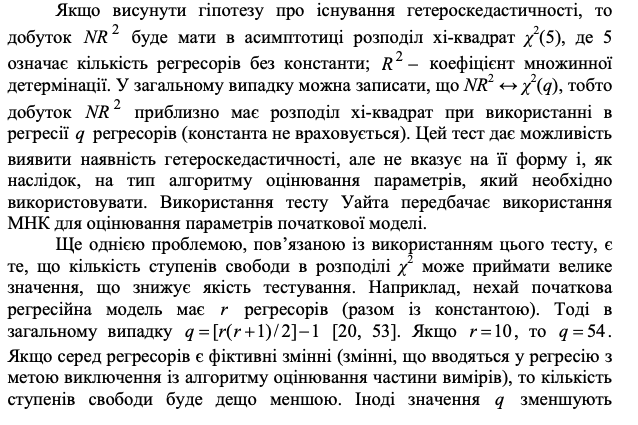 Якщо висунути гіпотезу про існування гетероскедастичності, то
добуток NR² буде мати в асимптотиці розподіл хі-квадрат χ²(5), де 5
означає кількість регресорів без константи; R² – коефіцієнт множинної
детермінації. У загальному випадку можна записати, що NR² ↔ χ²(q), тобто
добуток NR² приблизно має розподіл хі-квадрат при використанні в
регресії q регресорів (константа не враховується). Цей тест дає можливість
виявити наявність гетероскедастичності, але не вказує на її форму і, як
наслідок, на тип алгоритму оцінювання параметрів, який необхідно
використовувати. Використання тесту Уайта передбачає використання
МНК для оцінювання параметрів початкової моделі.
Ще однією проблемою, пов’язаною із використанням цього тесту, є
те, що кількість ступенів свободи в розподілі χ² може приймати велике
значення, що знижує якість тестування. Наприклад, нехай початкова
регресійна модель має r регресорів (разом із константою). Тоді в
загальному випадку q = [r(r + 1) / 2] − 1 [20, 53]. Якщо r = 10, то q = 54.
Якщо серед регресорів є фіктивні змінні (змінні, що вводяться у регресію з
метою виключення із алгоритму оцінювання частини вимірів), то кількість
ступенів свободи буде дещо меншою. Іноді значення q зменшують